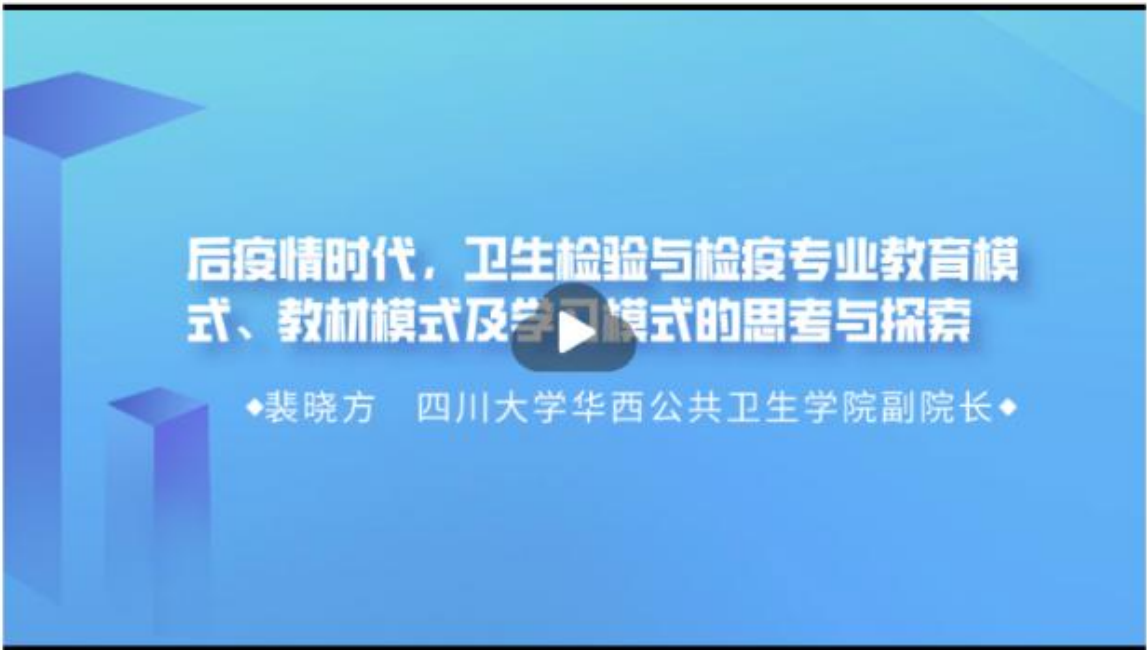 后疫情时代，卫生检验与检疫专业教育模
式、教材模式及学习模式的思考与探索
◆裴晓方 四川大学华西公共卫生学院副院长◆